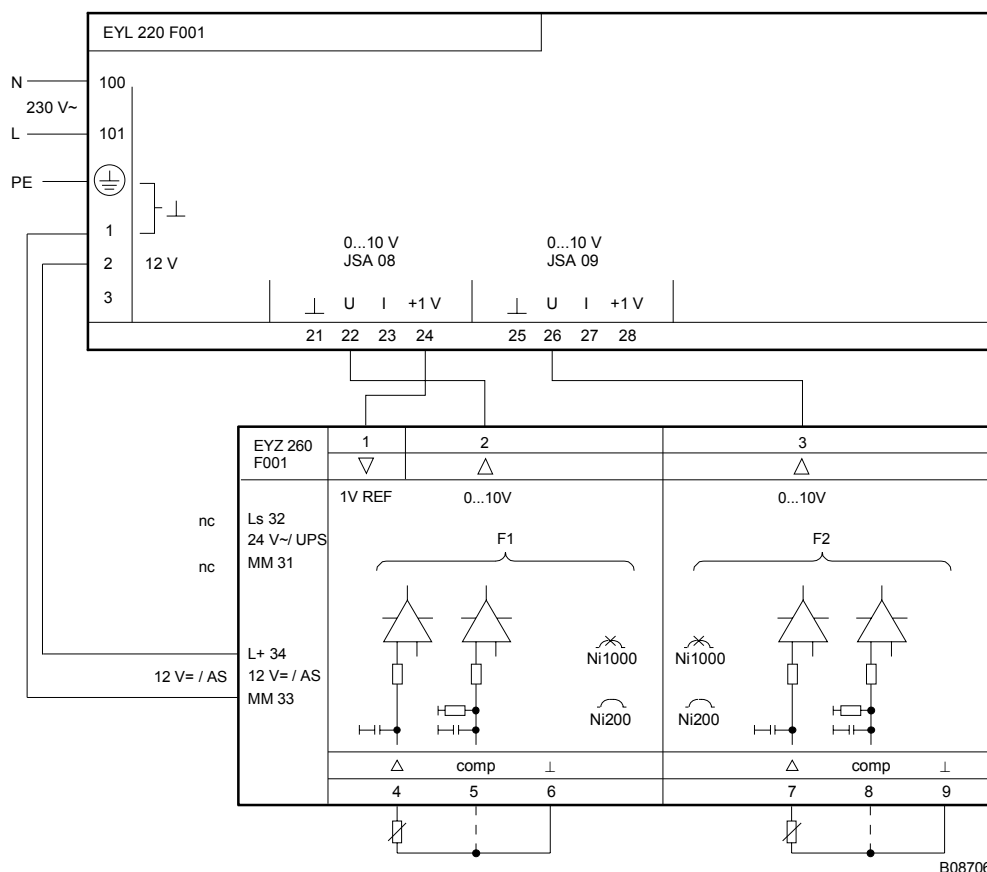 EYL 220 F001
N 100
230 V~
L 101
PE
1
2 12 V
3
0...10 V 0...10 V
JSA 08 JSA 09
⊥ U I +1 V ⊥ U I +1 V
21 22 23 24 25 26 27 28
EYZ 260 1 2 3
F001
1V REF 0...10V 0...10V
nc Ls 32
24 V~/ UPS F1 F2
nc MM 31
L+ 34 Ni1000 Ni1000
12 V= / AS 12 V= / AS
MM 33
Ni200 Ni200
comp ⊥ comp ⊥
4 5 6 7 8 9
B08706